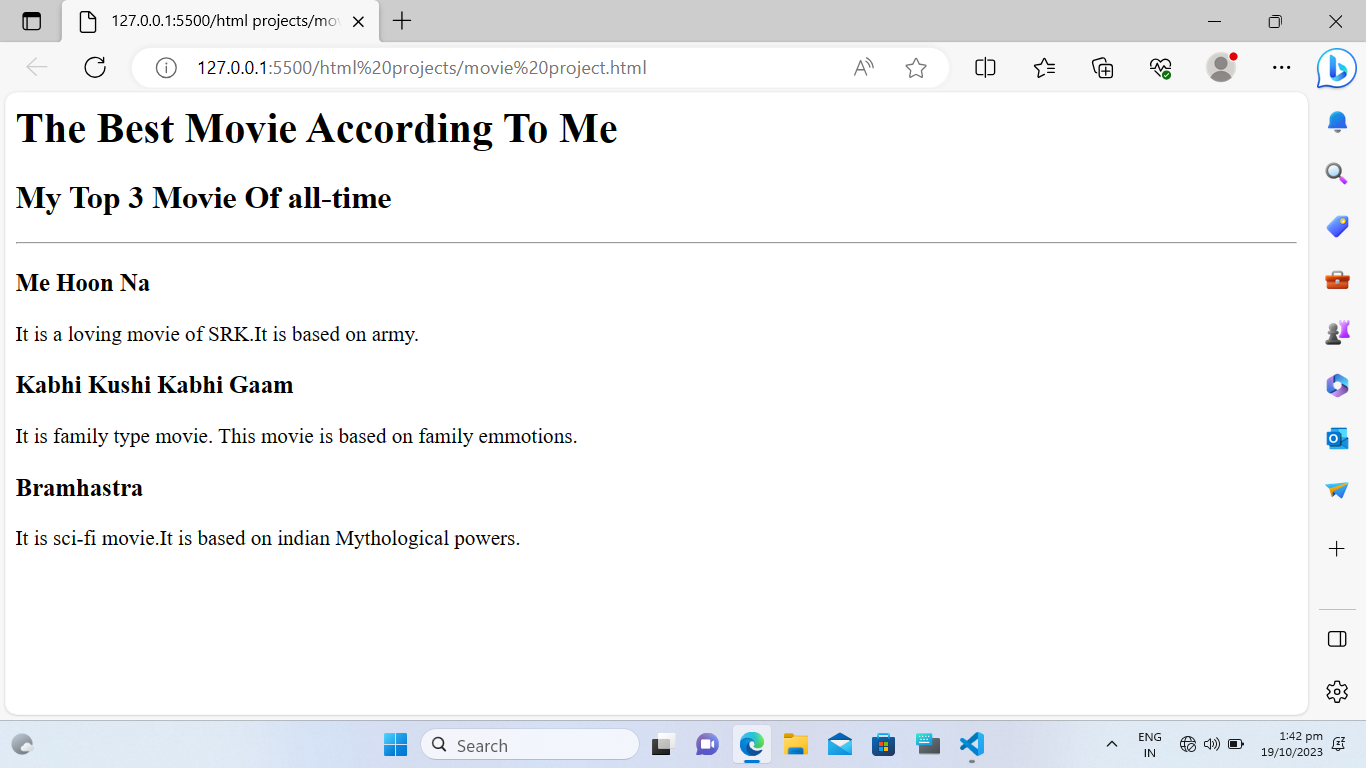 127.0.0.1:5500/html projects/mov
127.0.0.1:5500/html%20projects/movie%20project.html
The Best Movie According To Me
My Top 3 Movie Of all-time
Me Hoon Na
It is a loving movie of SRK.It is based on army.
Kabhi Kushi Kabhi Gaam
It is family type movie. This movie is based on family emmotions.
Bramhastra
It is sci-fi movie.It is based on indian Mythological powers.
Search
ENG
IN
1:42 pm
19/10/2023